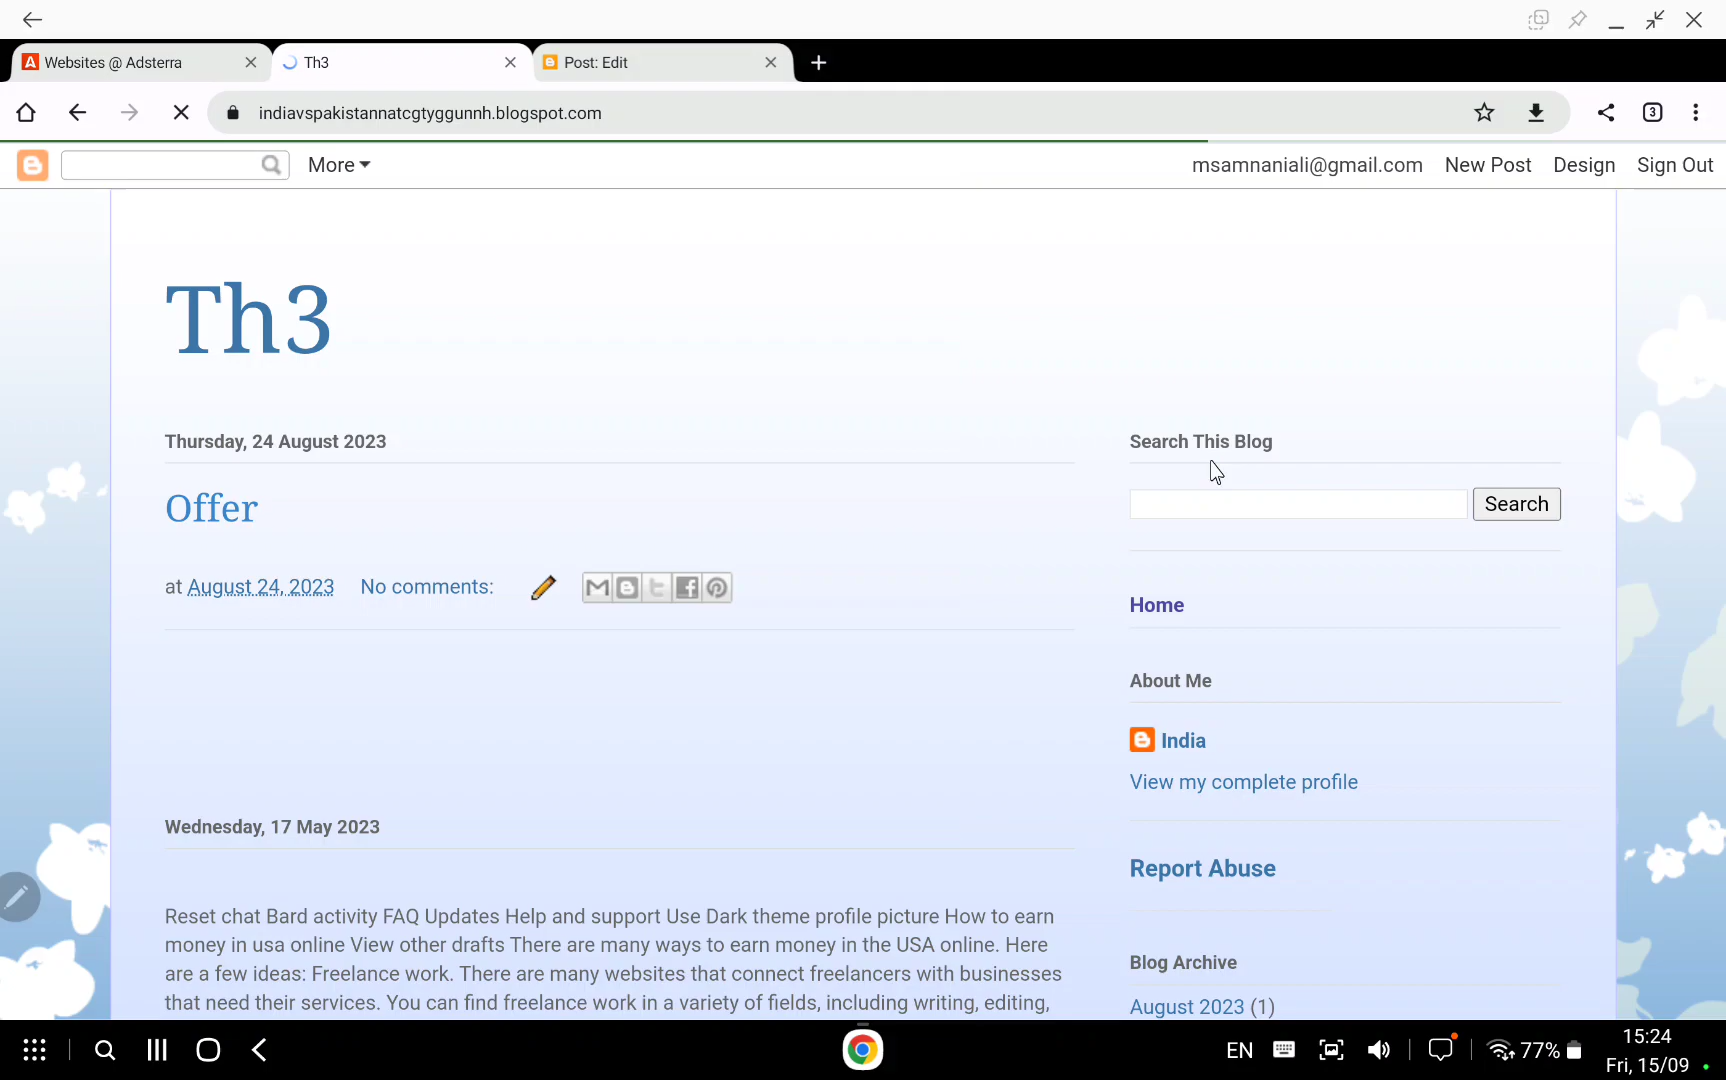 Websites @ Adsterra
Th3
Post: Edit
indiavspakistannatcgtyggunnh.blogspot.com
3
More
msamnaniali@gmail.com New Post Design Sign Out
Th3
Thursday, 24 August 2023
Offer
at August 24, 2023 No comments:
Wednesday, 17 May 2023
Reset chat Bard activity FAQ Updates Help and support Use Dark theme profile picture How to earn
money in usa online View other drafts There are many ways to earn money in the USA online. Here
are a few ideas: Freelance work. There are many websites that connect freelancers with businesses
that need their services. You can find freelance work in a variety of fields, including writing, editing,
Search This Blog
Search
Home
About Me
India
View my complete profile
Report Abuse
Blog Archive
August 2023 (1)
EN
77%
15:24
Fri, 15/09